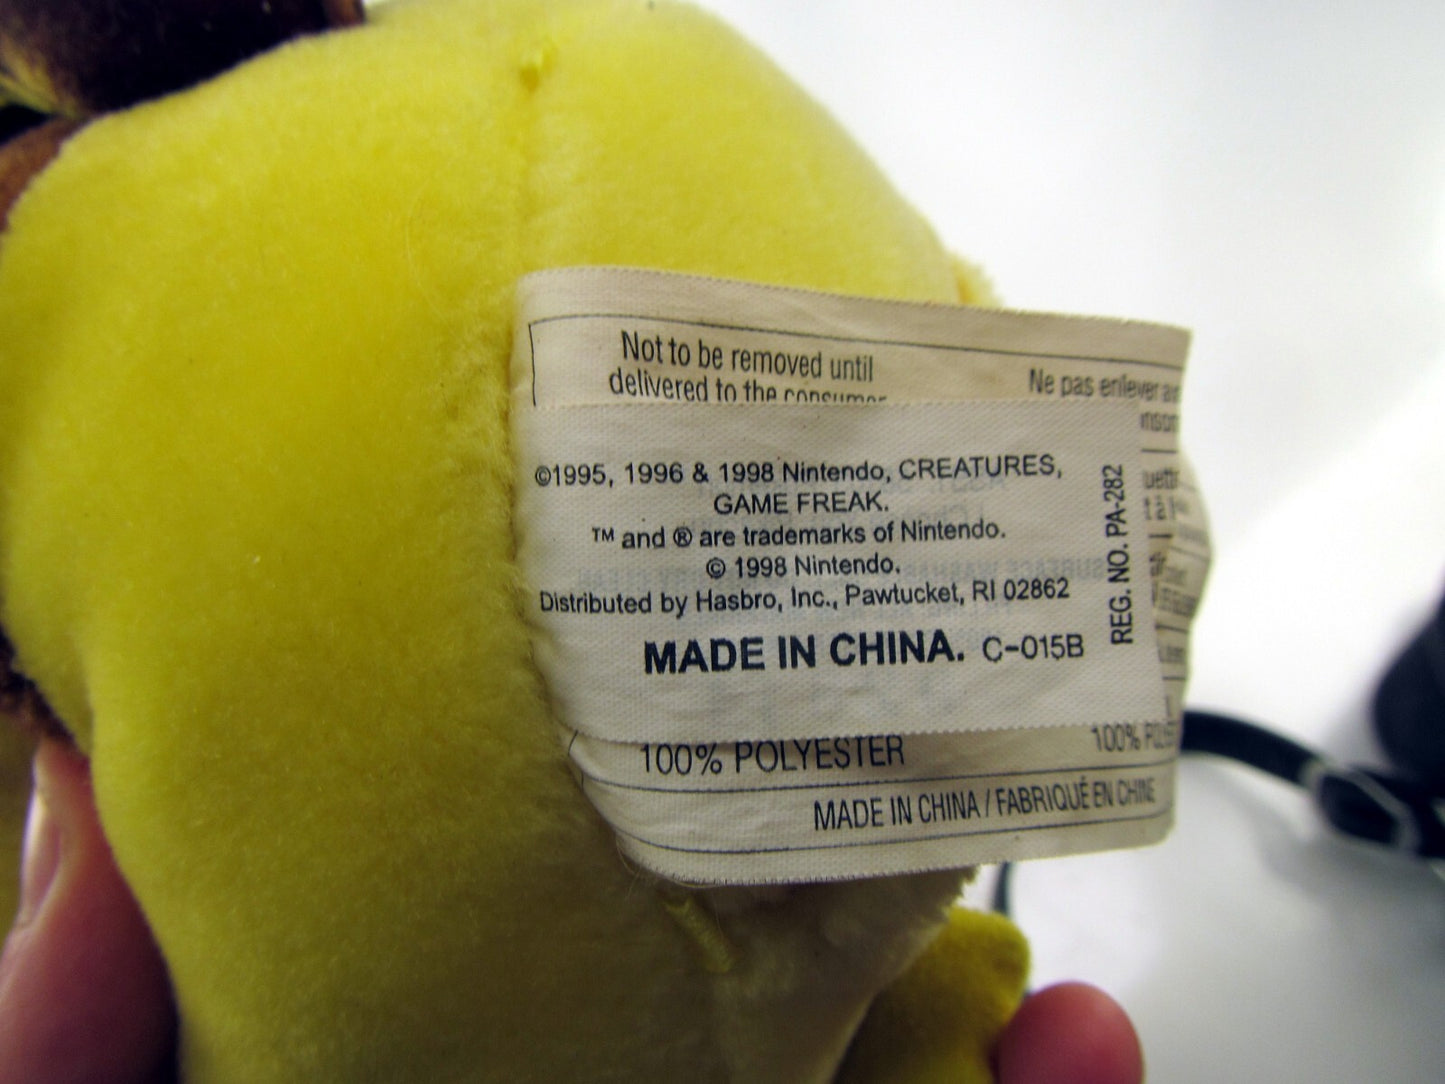 Not to be removed until
delivered to the consumer
Ne pas enlever
©1995, 1996 & 1998 Nintendo, CREATURES,
GAME FREAK.
™ and ® are trademarks of Nintendo.
© 1998 Nintendo.
Distributed by Hasbro, Inc., Pawtucket, RI 02862
MADE IN CHINA. C-015B
REG. NO. PA-282
100% POLYESTER
100%
MADE IN CHINA / FABRIQUÉ EN CHINE